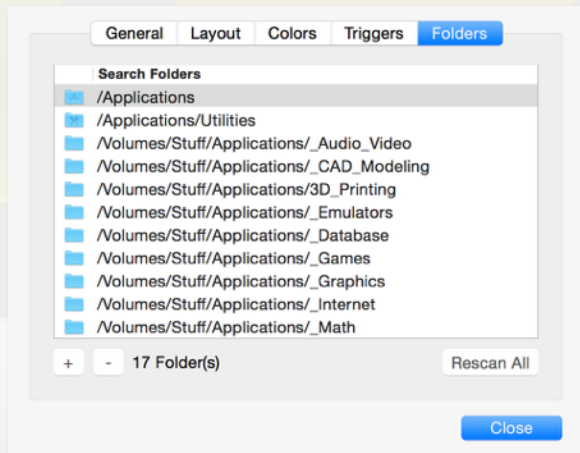 General Layout Colors Triggers Folders
Search Folders
/Applications
/Applications/Utilities
/Volumes/Stuff/Applications/_Audio_Video
/Volumes/Stuff/Applications/_CAD_Modeling
/Volumes/Stuff/Applications/3D_Printing
/Volumes/Stuff/Applications/_Emulators
/Volumes/Stuff/Applications/_Database
/Volumes/Stuff/Applications/_Games
/Volumes/Stuff/Applications/_Graphics
/Volumes/Stuff/Applications/_Internet
/Volumes/Stuff/Applications/_Math
+ - 17 Folder(s) Rescan All
Close